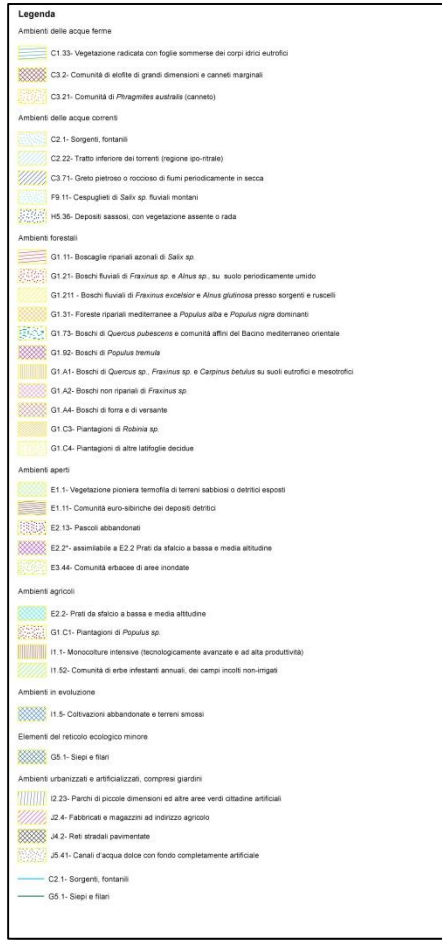 Legenda
Ambienti delle acque ferme
C1.33- Vegetazione radicata con foglie sommerse dei corpi idrici eutrofici
C3.2- Comunità di elofite di grandi dimensioni e canneti marginali
C3.21- Comunità di Phragmites australis (canneto)
Ambienti delle acque correnti
C2.1- Sorgenti, fontanili
C2.22- Tratto inferiore dei torrenti (regione ipo-ritrale)
C3.71- Greto pietroso o roccioso di fiumi periodicamente in secca
F9.11- Cespuglieti di Salix sp. fluviali montani
H5.36- Depositi sassosi, con vegetazione assente o rada
Ambienti forestali
G1.11- Boscaglie ripariali azonali di Salix sp.
G1.21- Boschi fluviali di Fraxinus sp. e Alnus sp., su suolo periodicamente umido
G1.211 - Boschi fluviali di Fraxinus excelsior e Alnus glutinosa presso sorgenti e ruscelli
G1.31- Foreste ripariali mediterranee a Populus alba e Populus nigra dominanti
G1.73- Boschi di Quercus pubescens e comunità affini del Bacino mediterraneo orientale
G1.92- Boschi di Populus tremula
G1.A1- Boschi di Quercus sp., Fraxinus sp. e Carpinus betulus su suoli eutrofici e mesotrofici
G1.A2- Boschi non ripariali di Fraxinus sp.
G1.A4- Boschi di forra e di versante
G1.C3- Piantagioni di Robinia sp.
G1.C4- Piantagioni di altre latifoglie decidue
Ambienti aperti
E1.1- Vegetazione pioniera termofila di terreni sabbiosi o detritici esposti
E1.11- Comunità euro-sibiriche dei depositi detritici
E2.13- Pascoli abbandonati
E2.2*- assimilabile a E2.2 Prati da sfalcio a bassa e media altitudine
E3.44- Comunità erbacee di aree inondate
Ambienti agricoli
E2.2- Prati da sfalcio a bassa e media altitudine
G1.C1- Piantagioni di Populus sp.
I1.1- Monocolture intensive (tecnologicamente avanzate e ad alta produttività)
I1.52- Comunità di erbe infestanti annuali, dei campi incolti non-irrigati
Ambienti in evoluzione
I1.5- Coltivazioni abbandonate e terreni smossi
Elementi del reticolo ecologico minore
G5.1- Siepi e filari
Ambienti urbanizzati e artificializzati, compresi giardini
I2.23- Parchi di piccole dimensioni ed altre aree verdi cittadine artificiali
J2.4- Fabbricati e magazzini ad indirizzo agricolo
J4.2- Reti stradali pavimentate
J5.41- Canali d'acqua dolce con fondo completamente artificiale
C2.1- Sorgenti, fontanili
G5.1- Siepi e filari